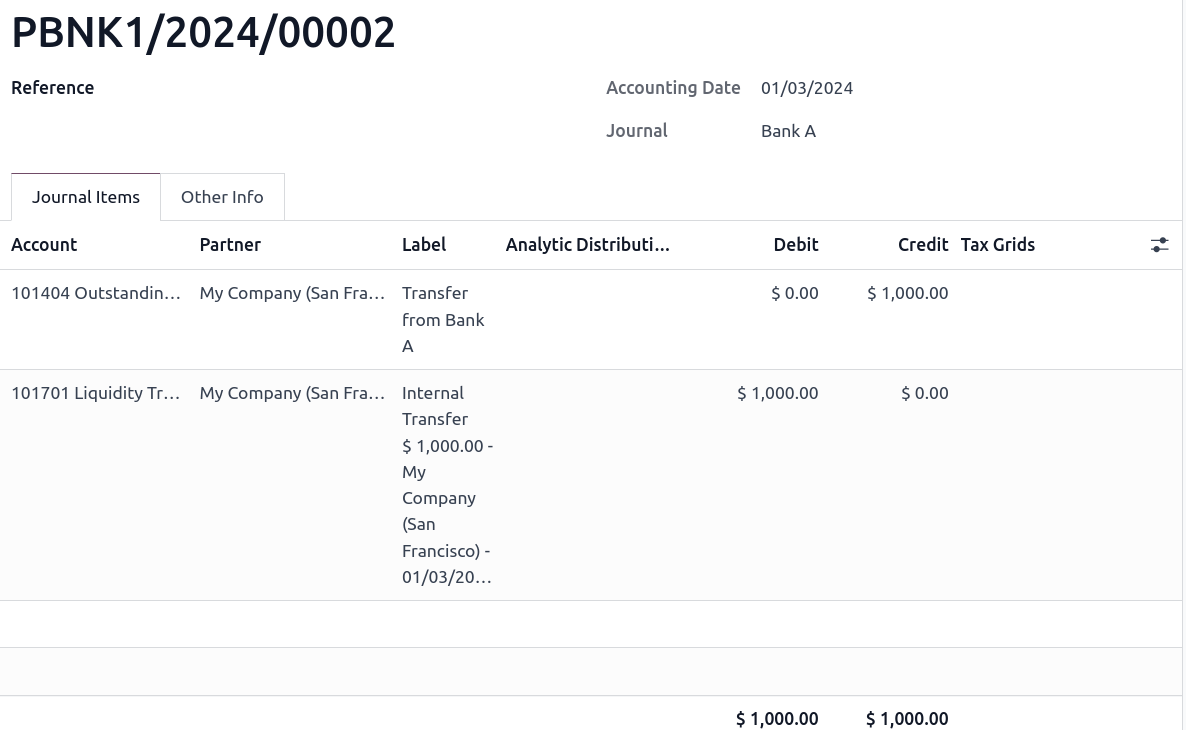 PBNK1/2024/00002
Reference
Accounting Date 01/03/2024
Journal Bank A
Journal Items Other Info
Account Partner Label Analytic Distributi... Debit Credit Tax Grids
101404 Outstandin... My Company (San Fra... Transfer $ 0.00 $ 1,000.00
from Bank
A
101701 Liquidity Tr... My Company (San Fra... Internal $ 1,000.00 $ 0.00
Transfer
$ 1,000.00 -
My
Company
(San
Francisco) -
01/03/20...
$ 1,000.00 $ 1,000.00